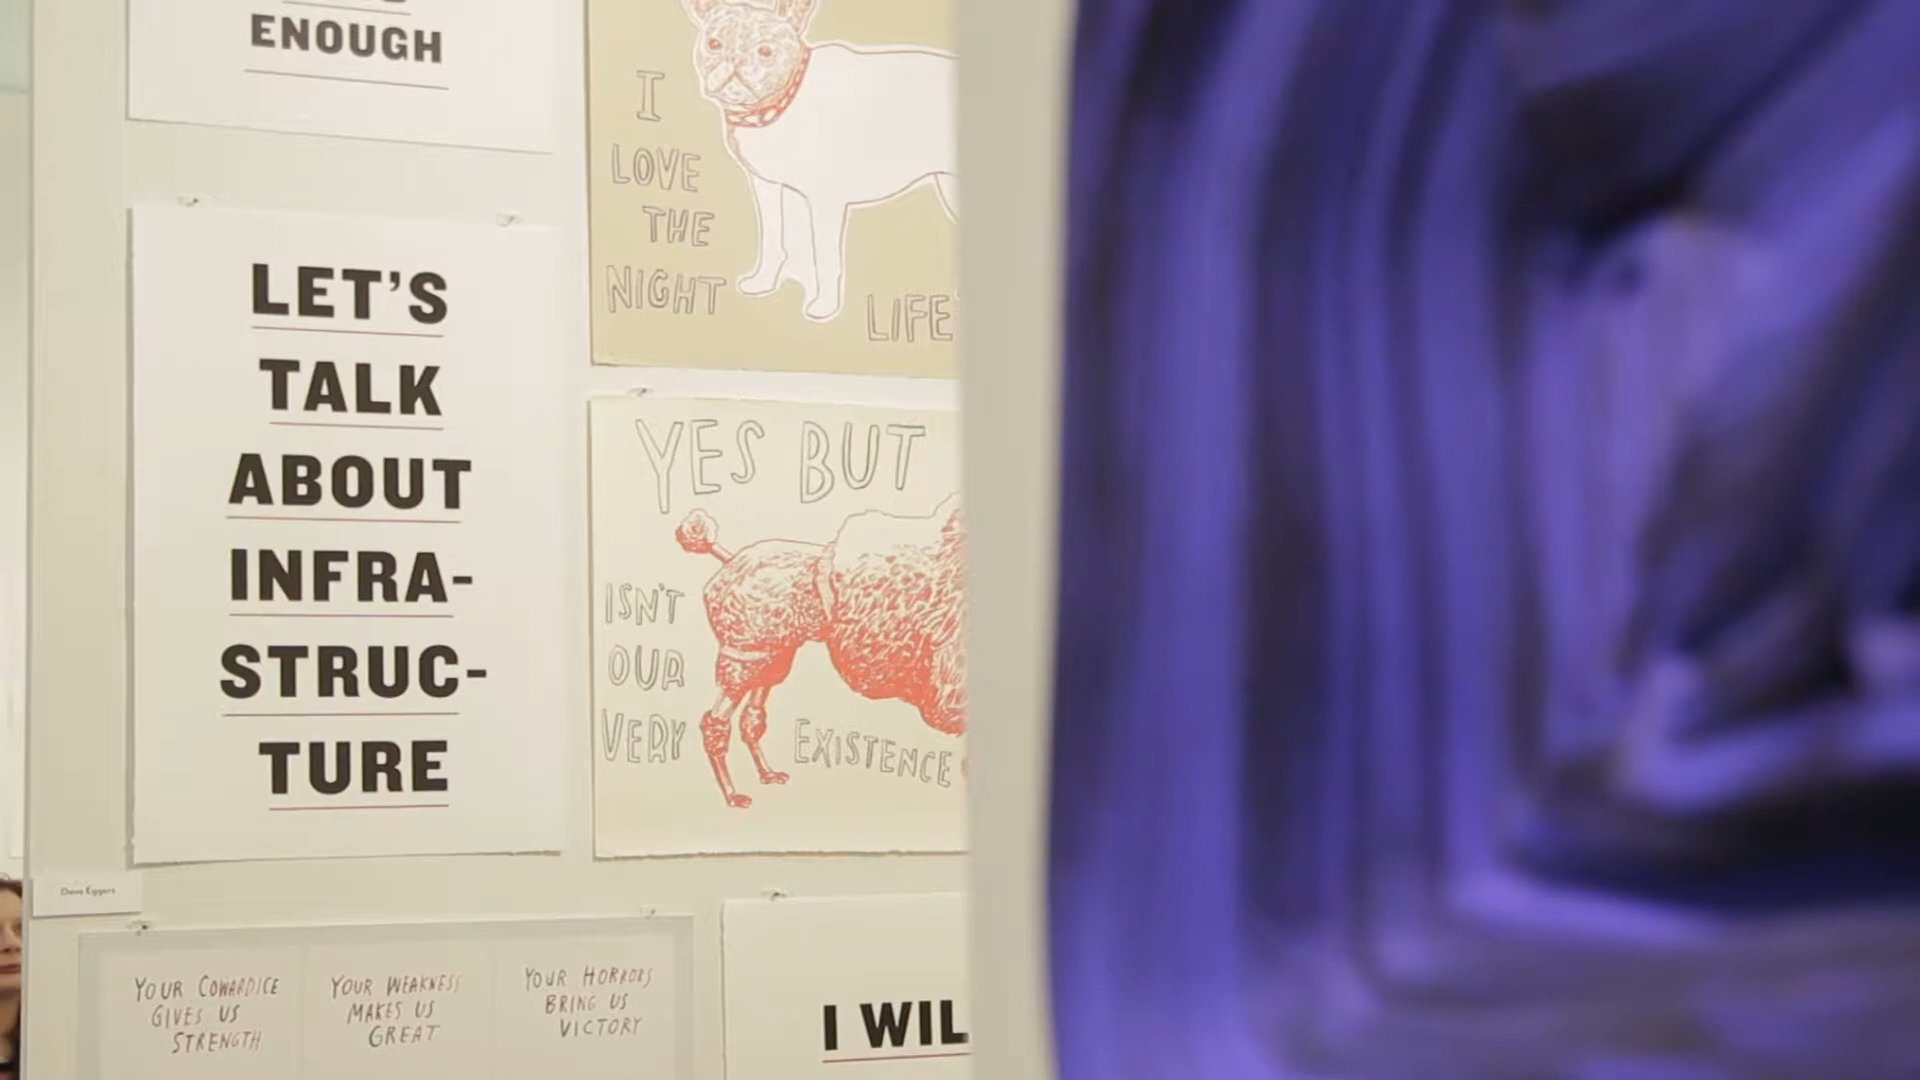 ENOUGH
I
LOVE
THE
NIGHT
LIFE
LET'S
TALK
ABOUT
INFRA-
STRUC-
TURE
YES BUT
ISN'T
OUR
VERY
EXISTENCE
Dave Eggers
YOUR COWARDICE
GIVES US
STRENGTH
YOUR WEAKNESS
MAKES US
GREAT
YOUR HORRORS
BRING US
VICTORY
I WIL